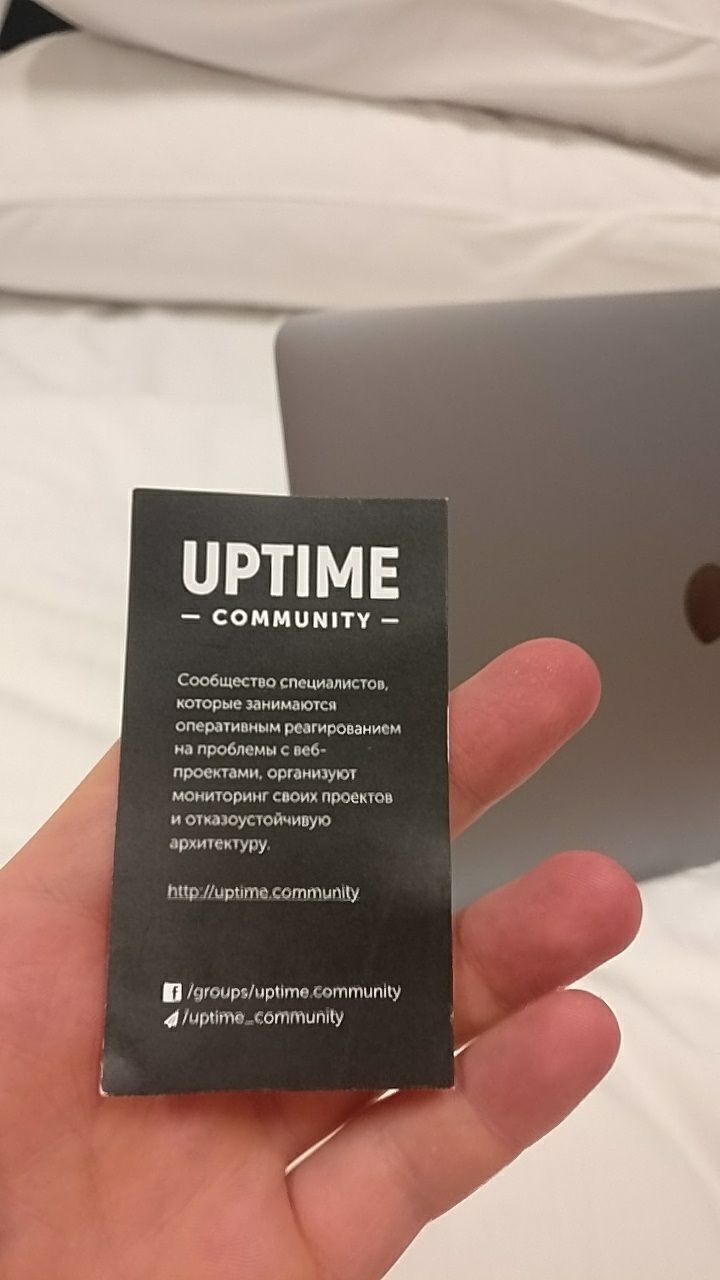 UPTIME
— COMMUNITY —
Сообщество специалистов,
которые занимаются
оперативным реагированием
на проблемы с веб-
проектами, организуют
мониторинг своих проектов
и отказоустойчивую
архитектуру.
http://uptime.community
/groups/uptime.community
/uptime_community